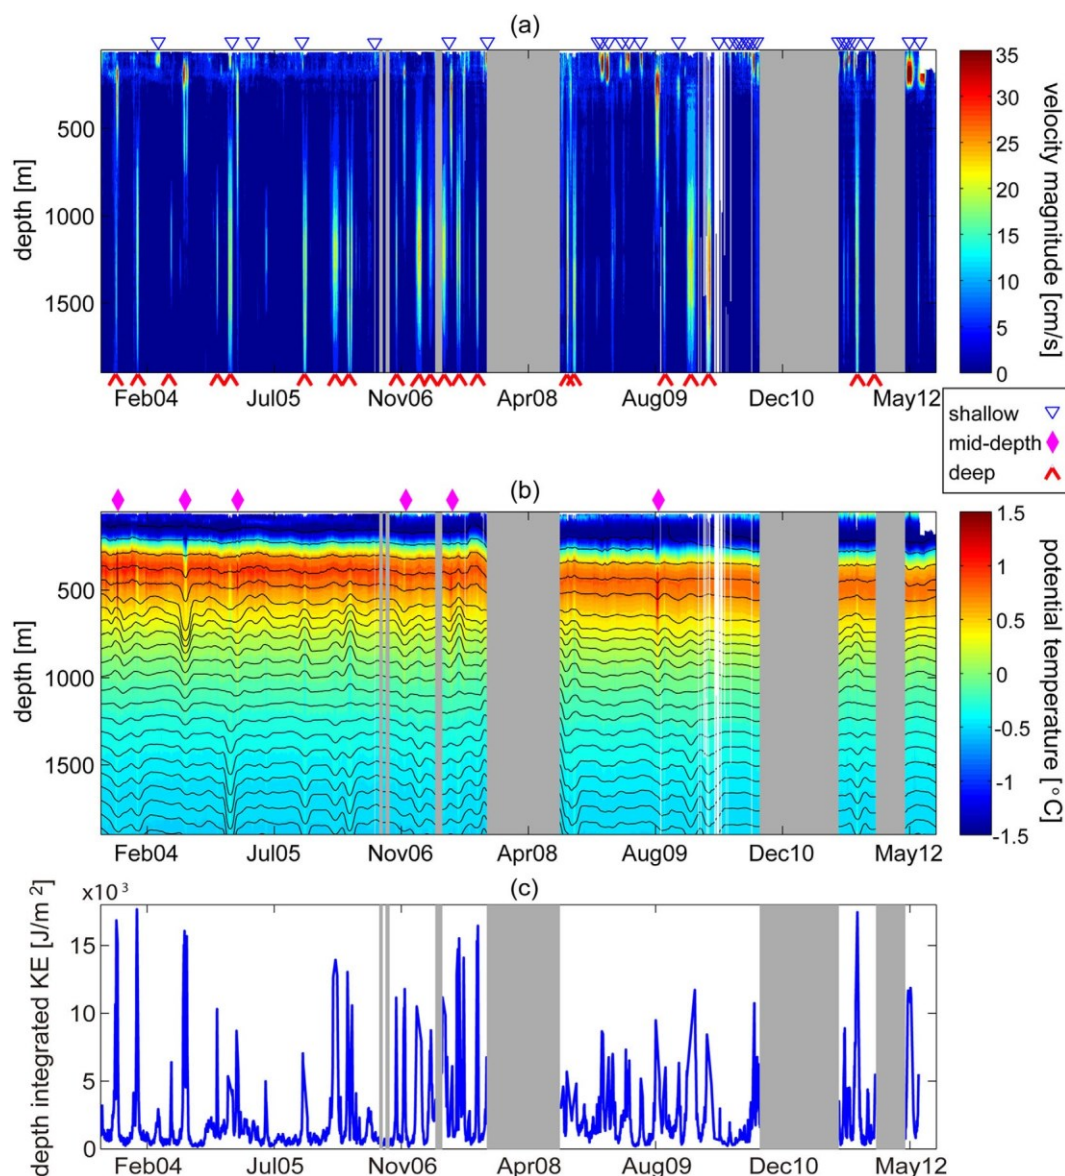 (a)
35
30
25
20
15
10
5
0
velocity magnitude [cm/s]
500
1000
1500
depth [m]
Feb04 Jul05 Nov06 Apr08 Aug09 Dec10 May12
shallow
mid-depth
deep
(b)
1.5
1
0.5
0
-0.5
-1
-1.5
potential temperature [°C]
500
1000
1500
depth [m]
Feb04 Jul05 Nov06 Apr08 Aug09 Dec10 May12
(c)
x10³
15
10
5
0
depth integrated KE [J/m²]
Feb04 Jul05 Nov06 Apr08 Aug09 Dec10 May12